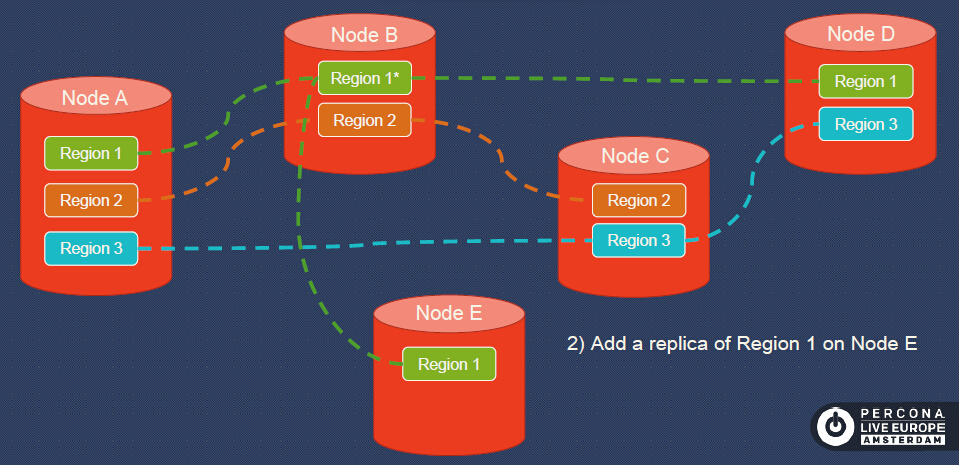 Node A
Region 1
Region 2
Region 3
Node B
Region 1*
Region 2
Node C
Region 2
Region 3
Node D
Region 1
Region 3
Node E
Region 1
2) Add a replica of Region 1 on Node E
PERCONA
LIVE EUROPE
AMSTERDAM